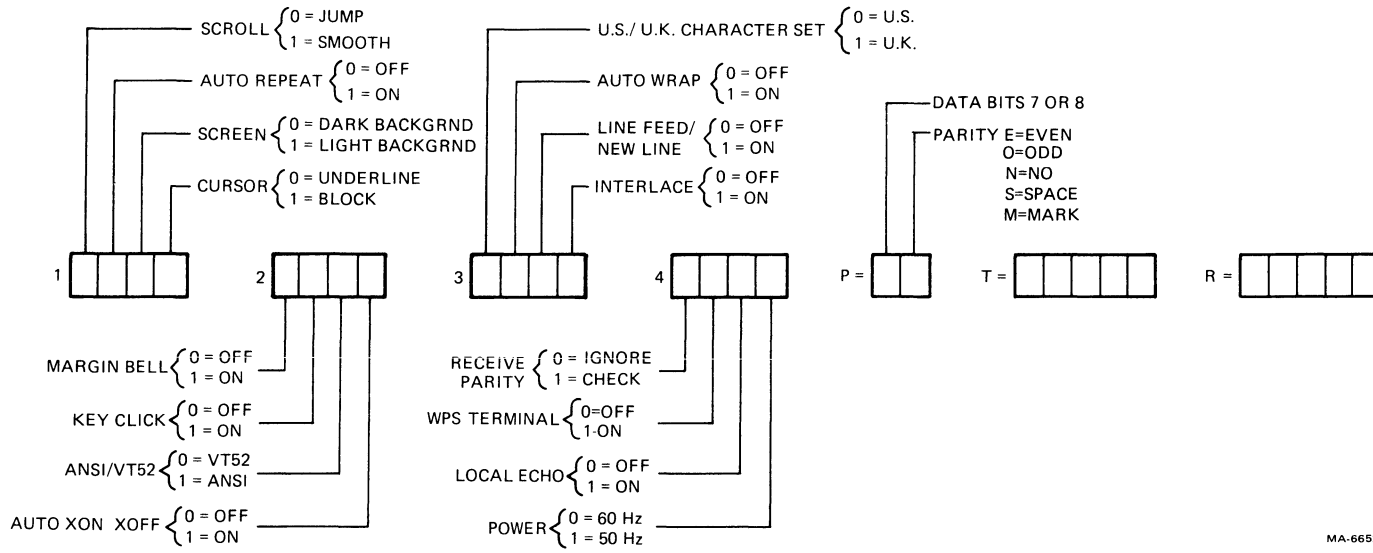 SCROLL 0 = JUMP
1 = SMOOTH
AUTO REPEAT 0 = OFF
1 = ON
SCREEN 0 = DARK BACKGRND
1 = LIGHT BACKGRND
CURSOR 0 = UNDERLINE
1 = BLOCK
U.S./ U.K. CHARACTER SET 0 = U.S.
1 = U.K.
AUTO WRAP 0 = OFF
1 = ON
LINE FEED/ 0 = OFF
NEW LINE 1 = ON
INTERLACE 0 = OFF
1 = ON
DATA BITS 7 OR 8
PARITY E=EVEN
O=ODD
N=NO
S=SPACE
M=MARK
1
2
3
4
P =
T =
R =
MARGIN BELL 0 = OFF
1 = ON
KEY CLICK 0 = OFF
1 = ON
ANSI/VT52 0 = VT52
1 = ANSI
AUTO XON XOFF 0 = OFF
1 = ON
RECEIVE 0 = IGNORE
PARITY 1 = CHECK
WPS TERMINAL 0=OFF
1-ON
LOCAL ECHO 0 = OFF
1 = ON
POWER 0 = 60 Hz
1 = 50 Hz
MA-665